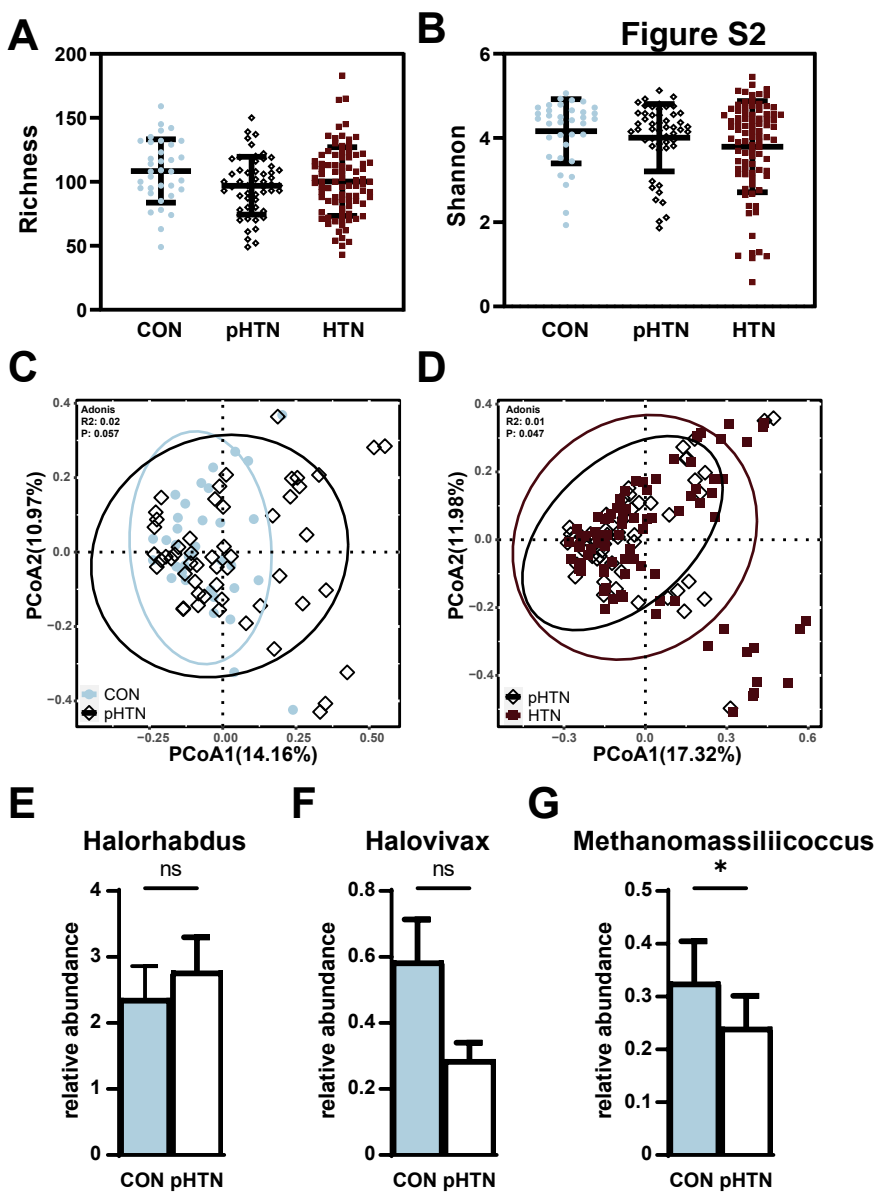 Figure S2
A
Richness
200
150
100
50
0
CON pHTN HTN
B
Shannon
6
4
2
0
CON pHTN HTN
C
Adonis
R2: 0.02
P: 0.057
PCoA2(10.97%)
0.4
0.2
0.0
−0.2
−0.4
CON
pHTN
−0.25 0.00 0.25 0.50
PCoA1(14.16%)
D
Adonis
R2: 0.01
P: 0.047
PCoA2(11.98%)
0.4
0.2
0.0
−0.2
−0.4
pHTN
HTN
−0.3 0.0 0.3 0.6
PCoA1(17.32%)
E
Halorhabdus
ns
relative abundance
4
3
2
1
0
CON pHTN
F
Halovivax
ns
relative abundance
0.8
0.6
0.4
0.2
0
CON pHTN
G
Methanomassiliicoccus
*
relative abundance
0.5
0.4
0.3
0.2
0.1
0
CON pHTN